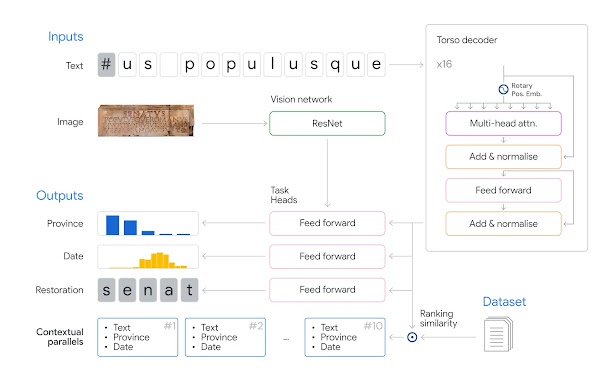 Inputs
Text
# u s   p o p u l u s q u e
Torso decoder
x16
Rotary
Pos. Emb.
Multi-head attn.
Add & normalise
Feed forward
Add & normalise
Image
Vision network
ResNet
Outputs
Task
Heads
Province
Feed forward
Date
Feed forward
Restoration
s e n a t
Feed forward
Contextual
parallels
#1
• Text
• Province
• Date
#2
• Text
• Province
• Date
...
#10
• Text
• Province
• Date
Ranking
similarity
Dataset